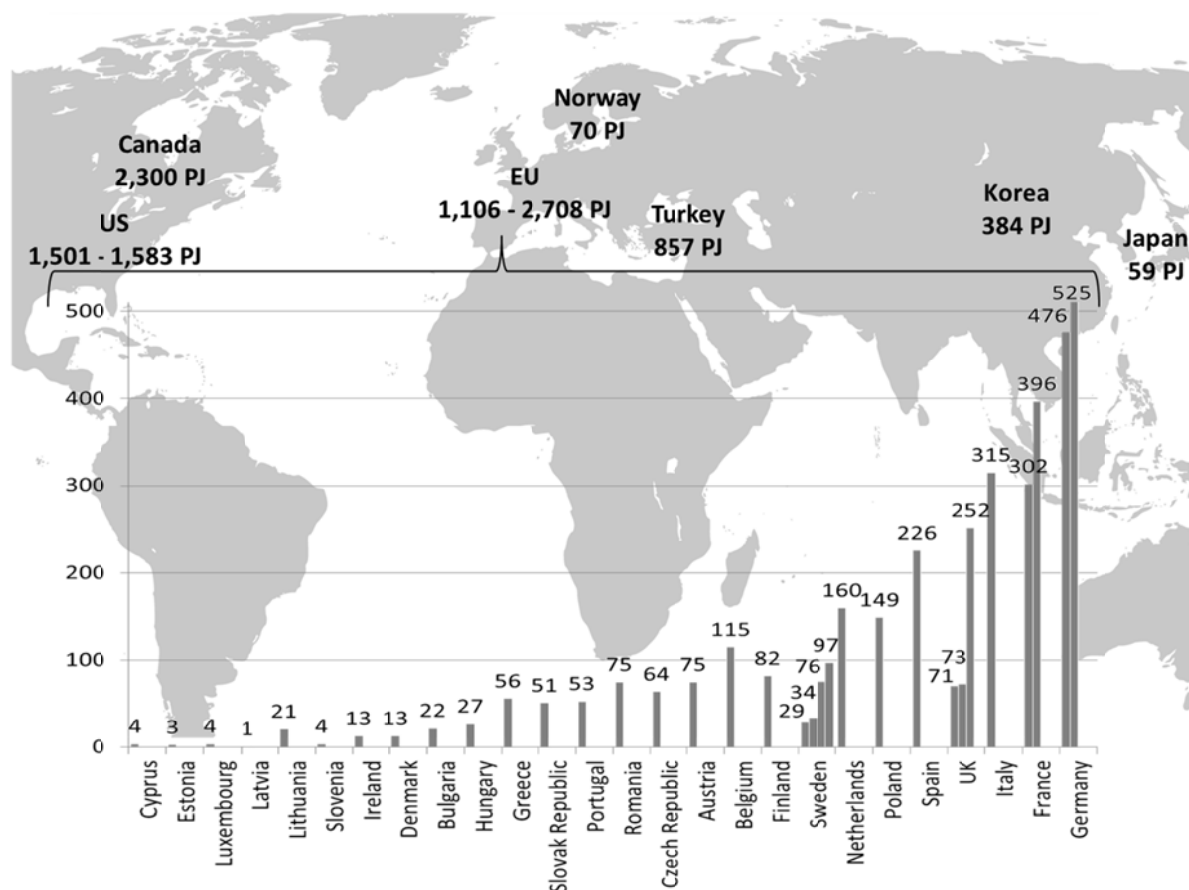 Norway
70 PJ
Canada
2,300 PJ
EU
1,106 - 2,708 PJ
Korea
384 PJ
US
1,501 - 1,583 PJ
Turkey
857 PJ
Japan
59 PJ
500
400
300
200
100
0
4
3
4
1
21
4
13
13
22
27
56
51
53
75
64
75
115
82
29
34
76
97
160
149
226
71
73
252
315
302
396
476
525
Cyprus
Estonia
Luxembourg
Latvia
Lithuania
Slovenia
Ireland
Denmark
Bulgaria
Hungary
Greece
Slovak Republic
Portugal
Romania
Czech Republic
Austria
Belgium
Finland
Sweden
Netherlands
Poland
Spain
UK
Italy
France
Germany